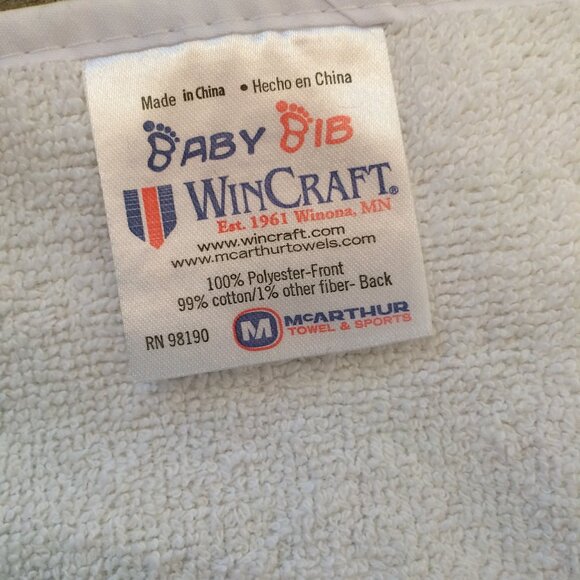 Made in China • Hecho en China
BABY BIB
WINCRAFT®
Est. 1961 Winona, MN
www.wincraft.com
www.mcarthurtowels.com
100% Polyester-Front
99% cotton/1% other fiber- Back
RN 98190
M
MCARTHUR
TOWEL & SPORTS